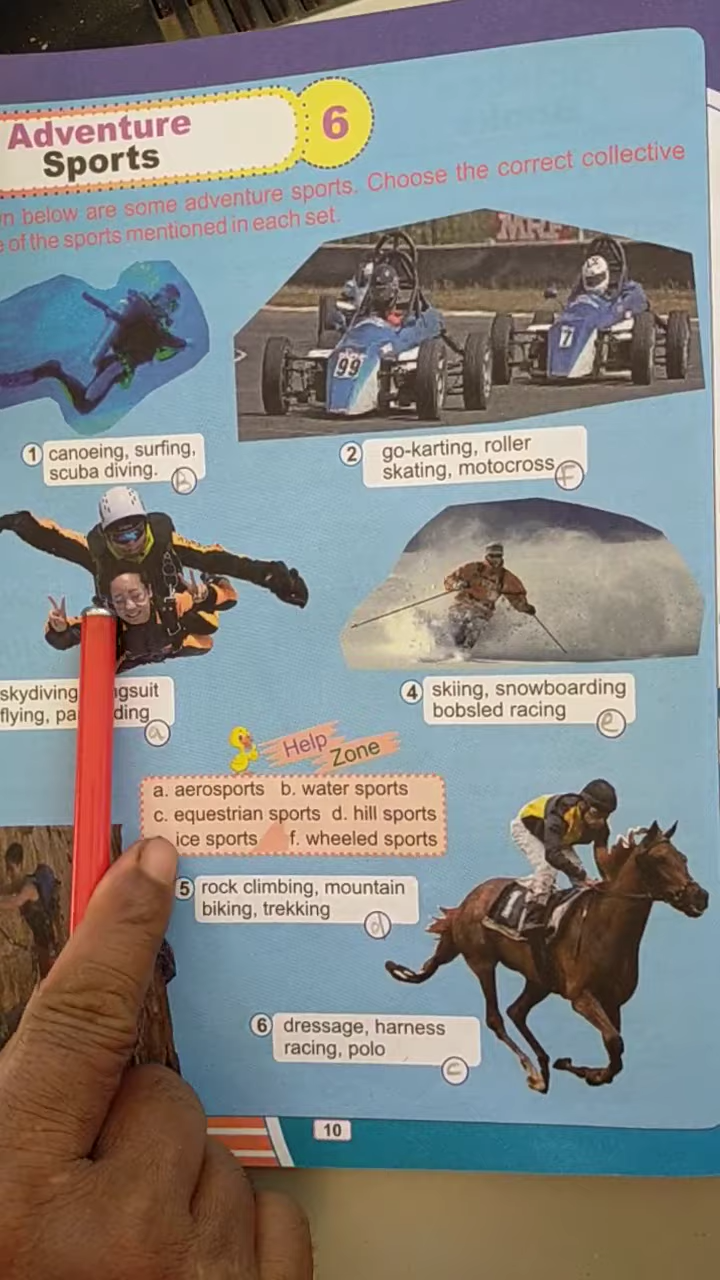 Adventure
Sports
6
n below are some adventure sports. Choose the correct collective
e of the sports mentioned in each set.
MRF
99
7
1 canoeing, surfing,
scuba diving.
b
2 go-karting, roller
skating, motocross
F
skydiving gsuit
flying, pa ding
a
4 skiing, snowboarding
bobsled racing
e
Help
Zone
a. aerosports b. water sports
c. equestrian sports d. hill sports
ice sports f. wheeled sports
5 rock climbing, mountain
biking, trekking
d
1
6 dressage, harness
racing, polo
c
10